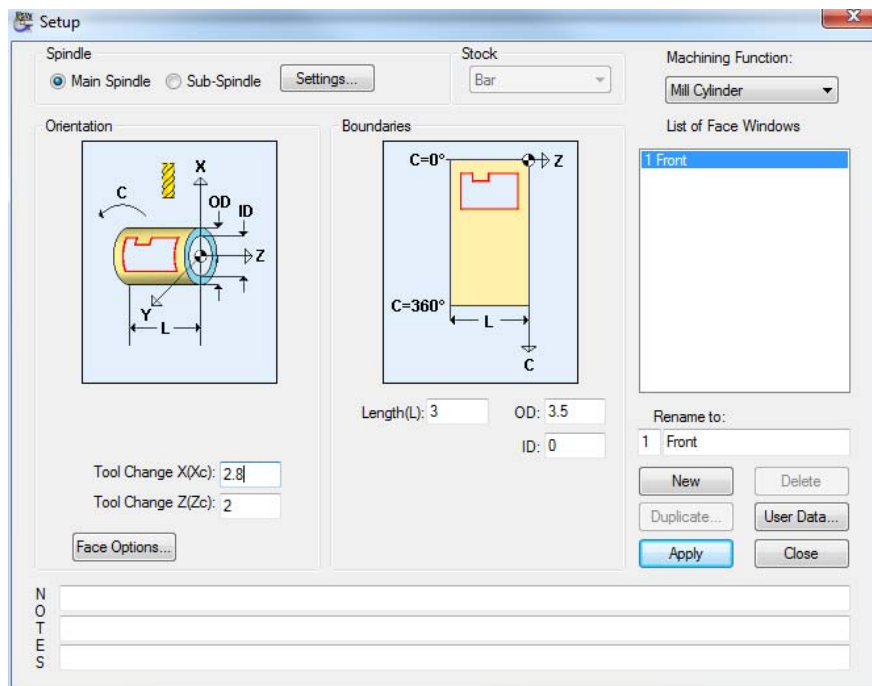 Setup
Spindle
Main Spindle
Sub-Spindle
Settings...
Stock
Bar
Machining Function:
Mill Cylinder
Orientation
X
C
OD
ID
Z
Y
L
Boundaries
C=0°
Z
C=360°
L
C
List of Face Windows
1 Front
Length(L): 3
OD: 3.5
ID: 0
Tool Change X(Xc): 2.8
Tool Change Z(Zc): 2
Face Options...
Rename to:
1 Front
New
Delete
Duplicate...
User Data...
Apply
Close
N
O
T
E
S